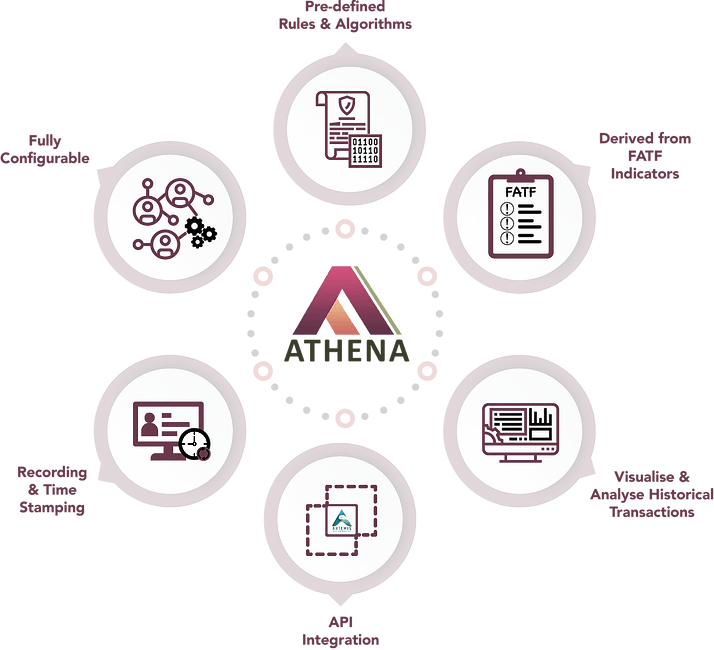 Pre-defined
Rules & Algorithms
Fully
Configurable
01100
10110
11110
Derived from
FATF
Indicators
FATF
ATHENA
Recording
& Time
Stamping
Visualise &
Analyse Historical
Transactions
ARTEMIS
API
Integration